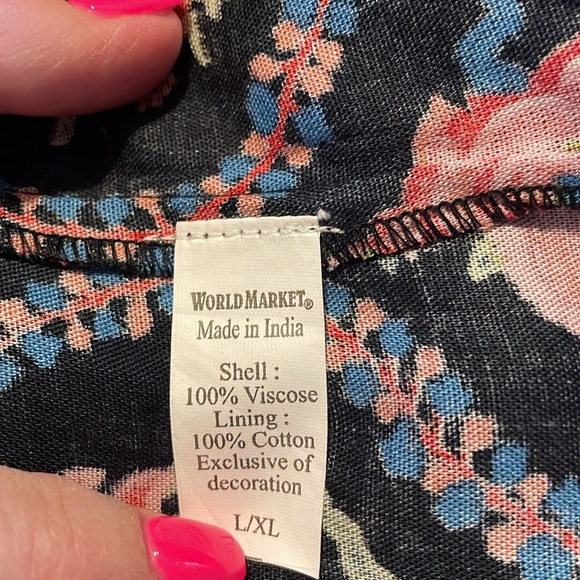 WORLD MARKET®
Made in India
Shell :
100% Viscose
Lining :
100% Cotton
Exclusive of
decoration
L/XL